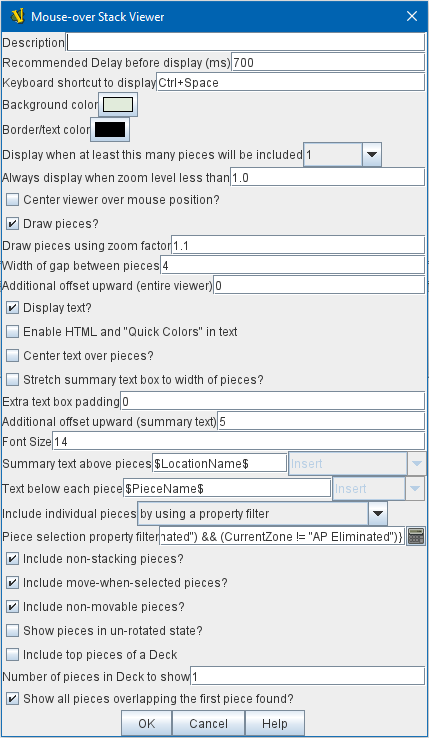 Mouse-over Stack Viewer
Description
Recommended Delay before display (ms) 700
Keyboard shortcut to display Ctrl+Space
Background color
Border/text color
Display when at least this many pieces will be included 1
Always display when zoom level less than 1.0
Center viewer over mouse position?
Draw pieces?
Draw pieces using zoom factor 1.1
Width of gap between pieces 4
Additional offset upward (entire viewer) 0
Display text?
Enable HTML and "Quick Colors" in text
Center text over pieces?
Stretch summary text box to width of pieces?
Extra text box padding 0
Additional offset upward (summary text) 5
Font Size 14
Summary text above pieces $LocationName$ Insert
Text below each piece $PieceName$ Insert
Include individual pieces by using a property filter
Piece selection property filter nated") && (CurrentZone != "AP Eliminated")}
Include non-stacking pieces?
Include move-when-selected pieces?
Include non-movable pieces?
Show pieces in un-rotated state?
Include top pieces of a Deck
Number of pieces in Deck to show 1
Show all pieces overlapping the first piece found?
OK Cancel Help